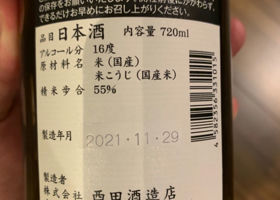 の保存をお願いいたします。
できるだけお早めにお召し上がりください。
品目 日本酒 内容量 720ml
アルコール分 16度
原材料名 米(国産)
米こうじ(国産米)
精米歩合 55%
製造年月 2021・11・29
製造者
株式会社 西田酒造店
4582356331015